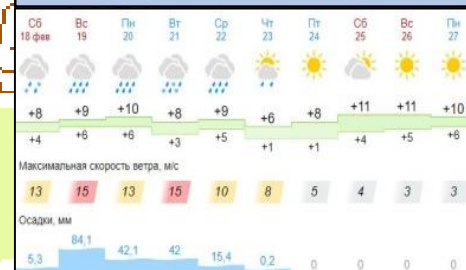 Сб Вс Пн Вт Ср Чт Пт Сб Вс Пн
18 фев 19 20 21 22 23 24 25 26 27
+8 +9 +10 +8 +9 +6 +8 +11 +11 +10
+4 +6 +6 +3 +5 +1 +1 +4 +5 +6
Максимальная скорость ветра, м/с
13 15 13 15 10 8 5 4 3 3
Осадки, мм
5,3 84,1 42,1 42 15,4 0,2 0 0 0 0